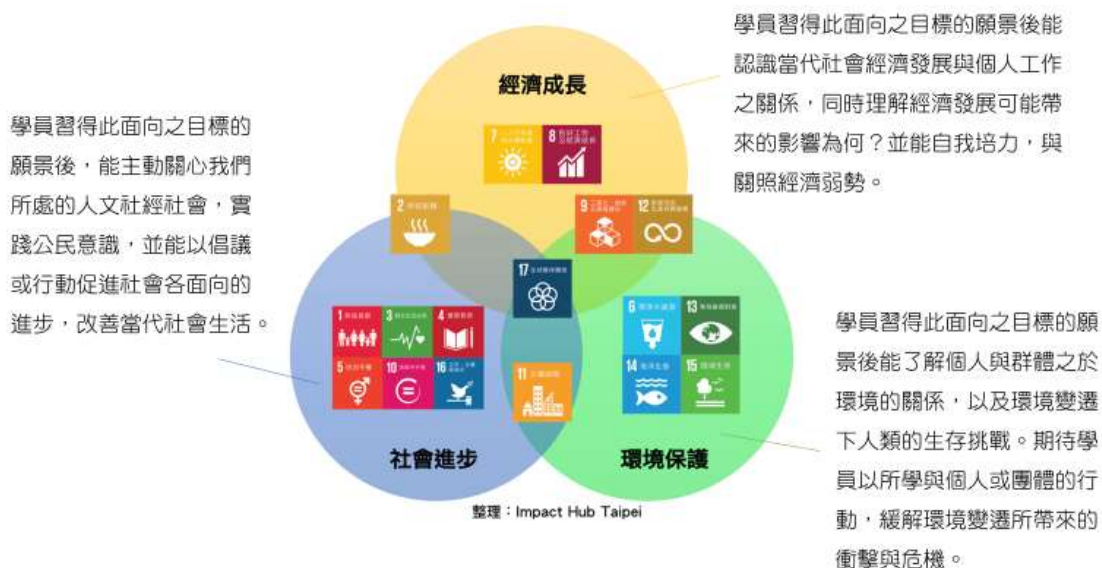 學員習得此面向之目標的願景後能
認識當代社會經濟發展與個人工作
之關係，同時理解經濟發展可能帶
來的影響為何？並能自我培力，與
關照經濟弱勢。
學員習得此面向之目標的
願景後，能主動關心我們
所處的人文社經社會，實
踐公民意識，並能以倡議
或行動促進社會各面向的
進步，改善當代社會生活。
經濟成長
7
8
2
9
12
17
1
3
4
6
13
5
10
16
11
14
15
社會進步
環境保護
整理：Impact Hub Taipei
學員習得此面向之目標的願
景後能了解個人與群體之於
環境的關係，以及環境變遷
下人類的生存挑戰。期待學
員以所學與個人或團體的行
動，緩解環境變遷所帶來的
衝擊與危機。